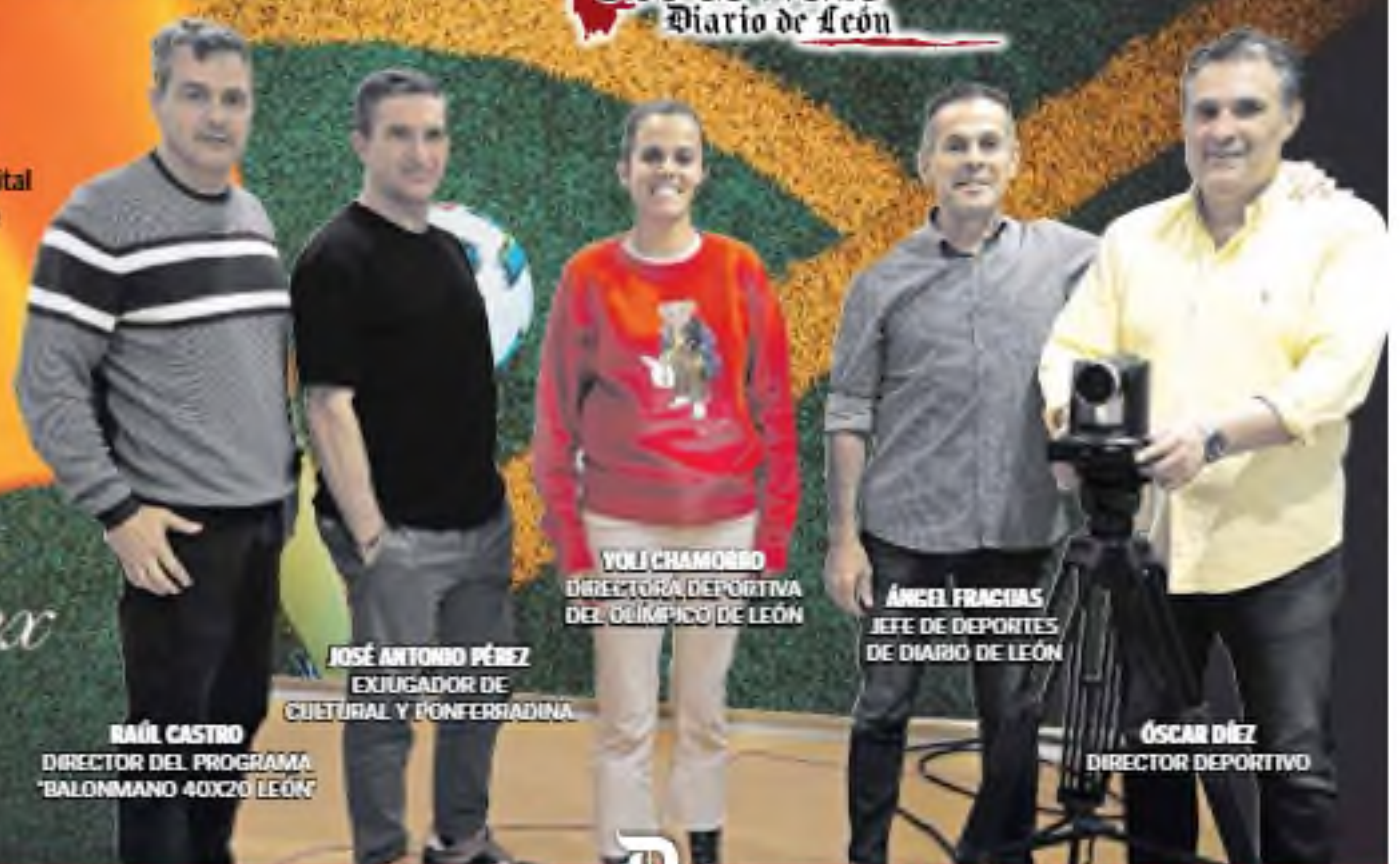 Diario de León
ital
ex
YOLI CHAMORRO
DIRECTORA DEPORTIVA
DEL OLÍMPICO DE LEÓN
ÁNGEL FRAGUAS
JEFE DE DEPORTES
DE DIARIO DE LEÓN
JOSÉ ANTONIO PÉREZ
EXJUGADOR DE
CULTURAL Y PONFERRADINA
RAÚL CASTRO
DIRECTOR DEL PROGRAMA
"BALONMANO 40X20 LEÓN"
ÓSCAR DÍEZ
DIRECTOR DEPORTIVO